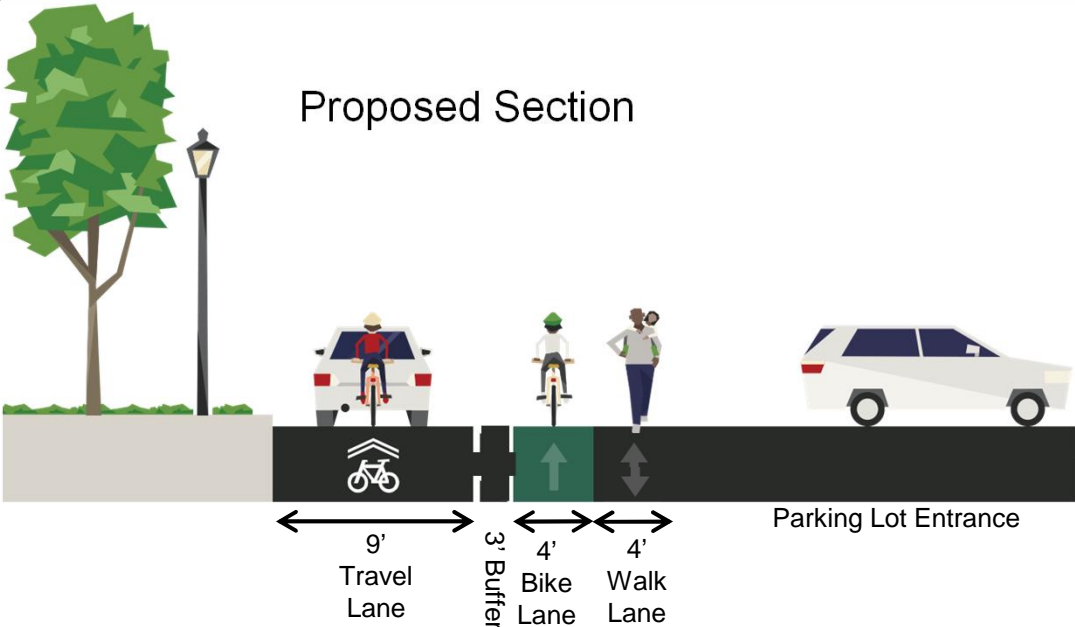 Proposed Section
Parking Lot Entrance
9’
Travel
Lane
3’ Buffer
4’
Bike
Lane
4’
Walk
Lane